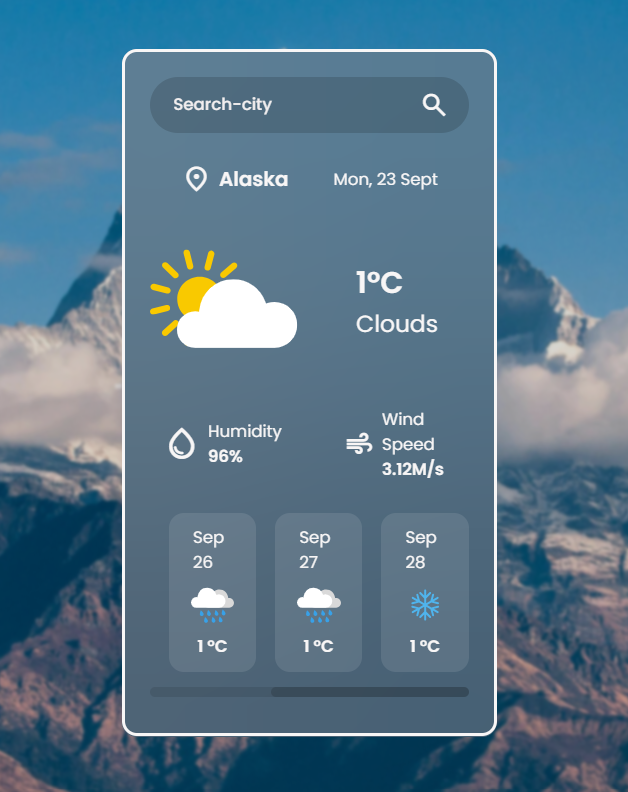 Search-city
Alaska
Mon, 23 Sept
1°C
Clouds
Humidity
96%
Wind
Speed
3.12M/s
Sep
26
1 °C
Sep
27
1 °C
Sep
28
1 °C